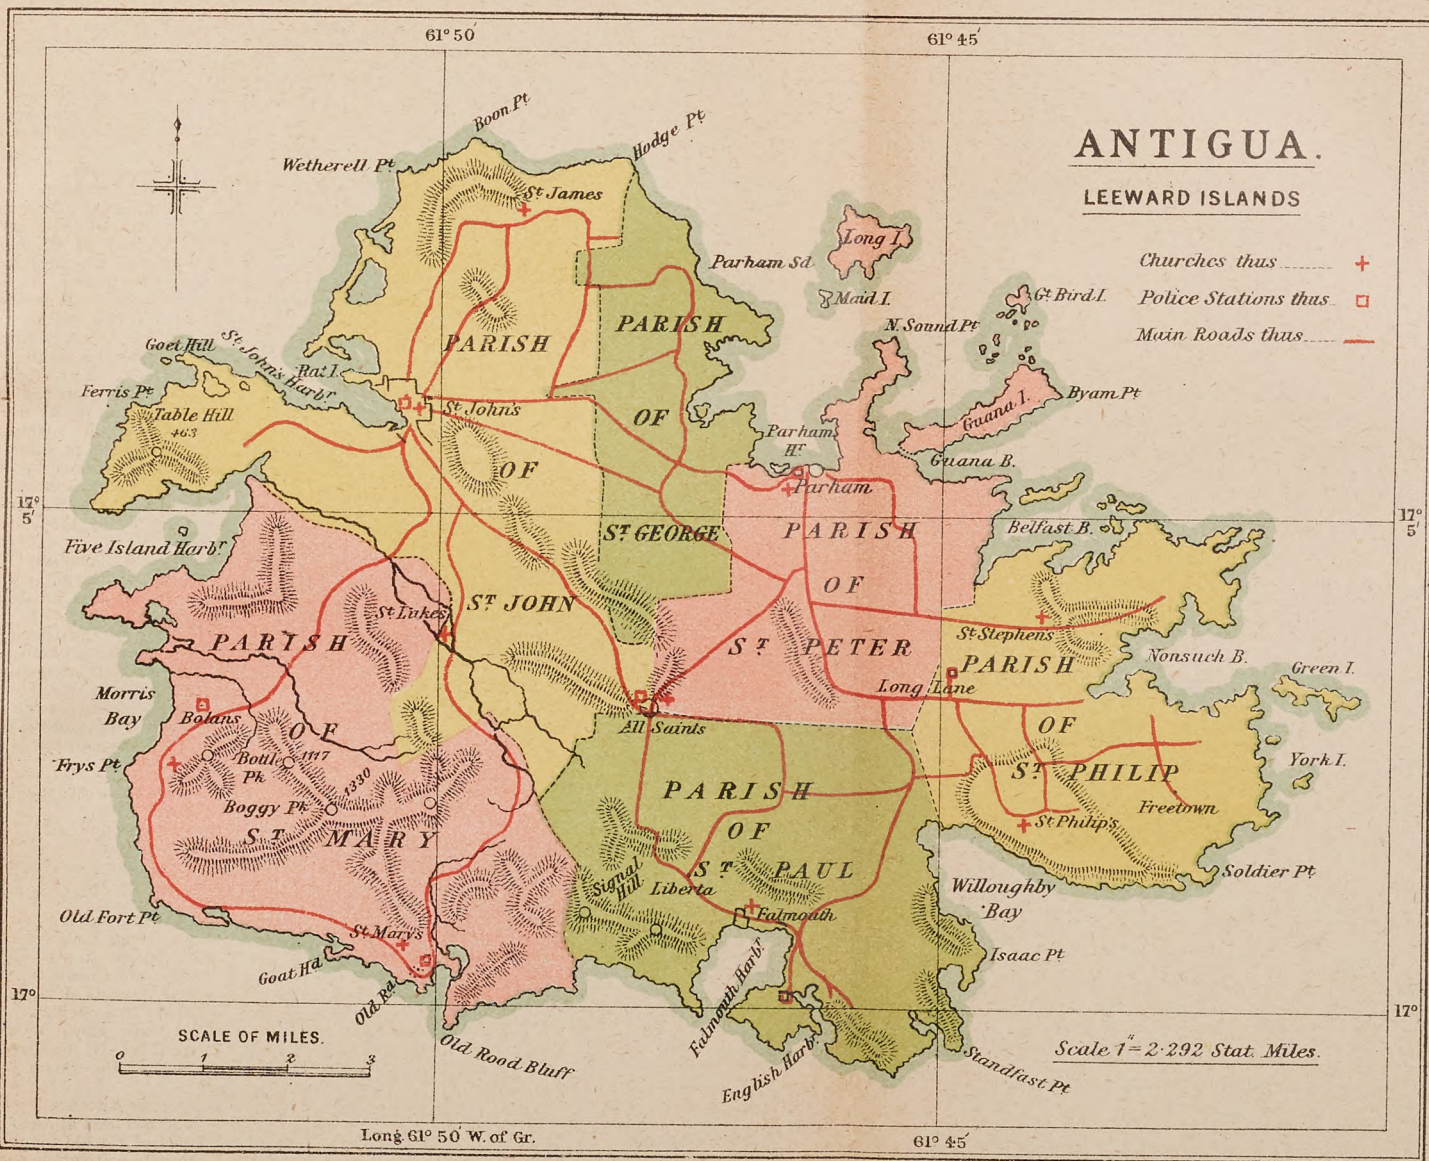 61° 50′
61° 45′
ANTIGUA.
LEEWARD ISLANDS
Churches thus
Police Stations thus
Main Roads thus
Boon Pt
Hodge Pt
Wetherell Pt
St James
Long I.
Parham Sd
Maid I.
Gt Bird I.
N. Sound Pt
PARISH
PARISH
Goet Hill
St John's Harbr
Rat I.
Ferris Pt
Table Hill
463
St John's
OF
OF
Byam Pt
Guana I.
Parham
Hr
Guana B.
Parham
17°
5′
17°
5′
Belfast B.
Five Island Harbr
ST GEORGE
PARISH
OF
ST PETER
ST JOHN
St Lukes
PARISH
St Stephens
PARISH
Nonsuch B.
Green I.
Long Lane
Morris
Bay
Bolans
OF
All Saints
OF
Frys Pt
Bottle
Pk
1117
1330
Boggy Pk
ST MARY
PARISH
OF
ST PAUL
ST PHILIP
York I.
Freetown
St Philip's
Soldier Pt
Signal
Hill
Liberta
Falmouth
Willoughby
Bay
Old Fort Pt
St Marys
Goat Hd
Old Rd
Isaac Pt
17°
17°
Falmouth Harbr
English Harbr
Old Rood Bluff
Standfast Pt
SCALE OF MILES.
0 1 2 3
Scale 1" = 2·292 Stat. Miles.
Long. 61° 50′ W. of Gr.
61° 45′